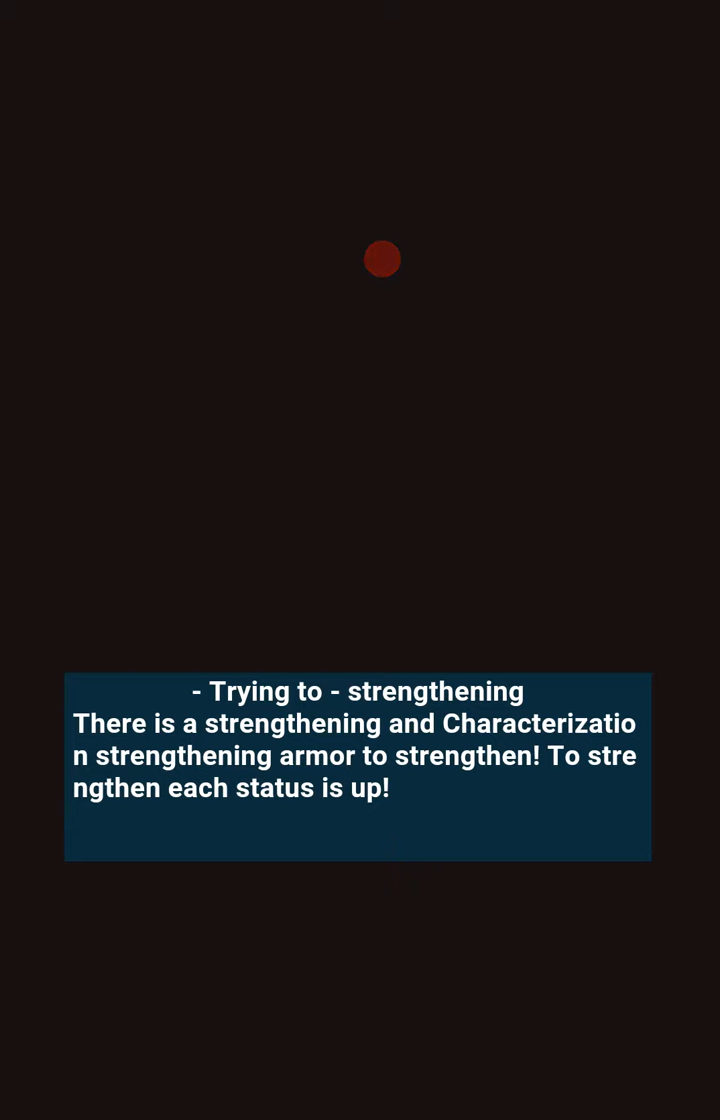 - Trying to - strengthening
There is a strengthening and Characterizatio
n strengthening armor to strengthen! To stre
ngthen each status is up!